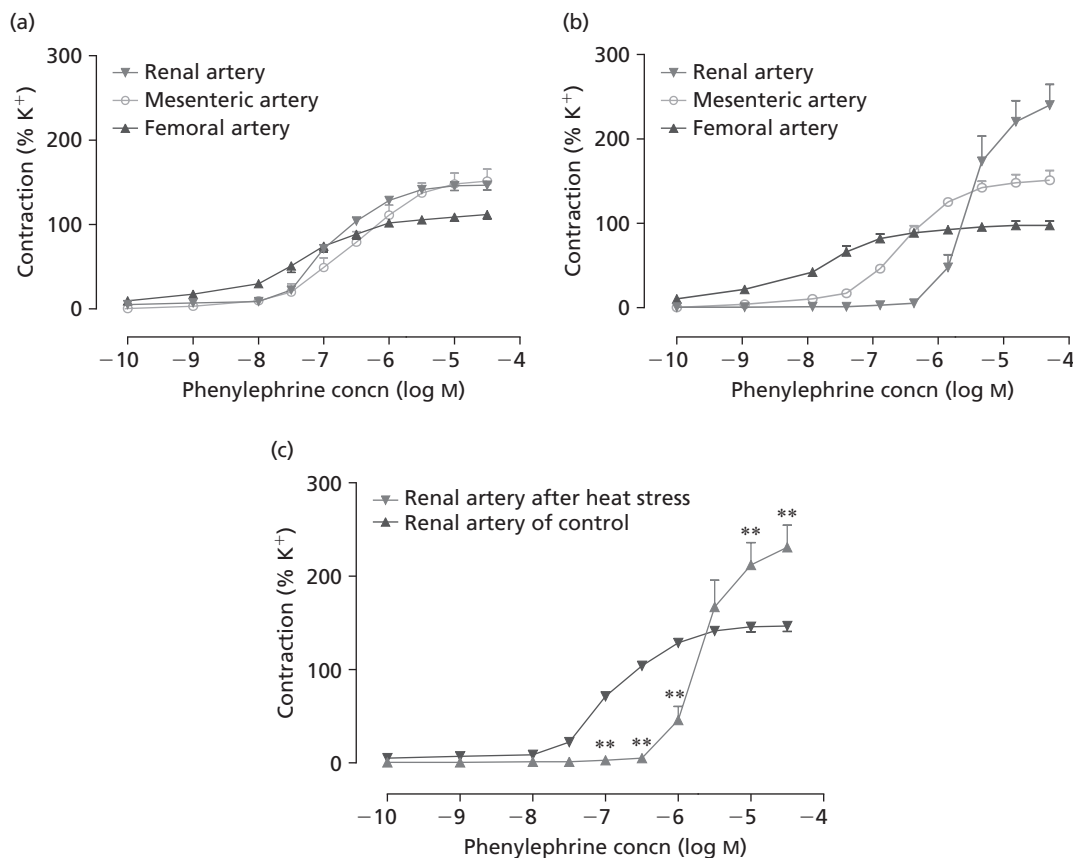 (a)
300
200
100
0
Contraction (% K⁺)
Renal artery
Mesenteric artery
Femoral artery
−10 −9 −8 −7 −6 −5 −4
Phenylephrine concn (log M)
(b)
300
200
100
0
Contraction (% K⁺)
Renal artery
Mesenteric artery
Femoral artery
−10 −9 −8 −7 −6 −5 −4
Phenylephrine concn (log M)
(c)
300
200
100
0
Contraction (% K⁺)
Renal artery after heat stress
Renal artery of control
** ** ** ** **
−10 −9 −8 −7 −6 −5 −4
Phenylephrine concn (log M)